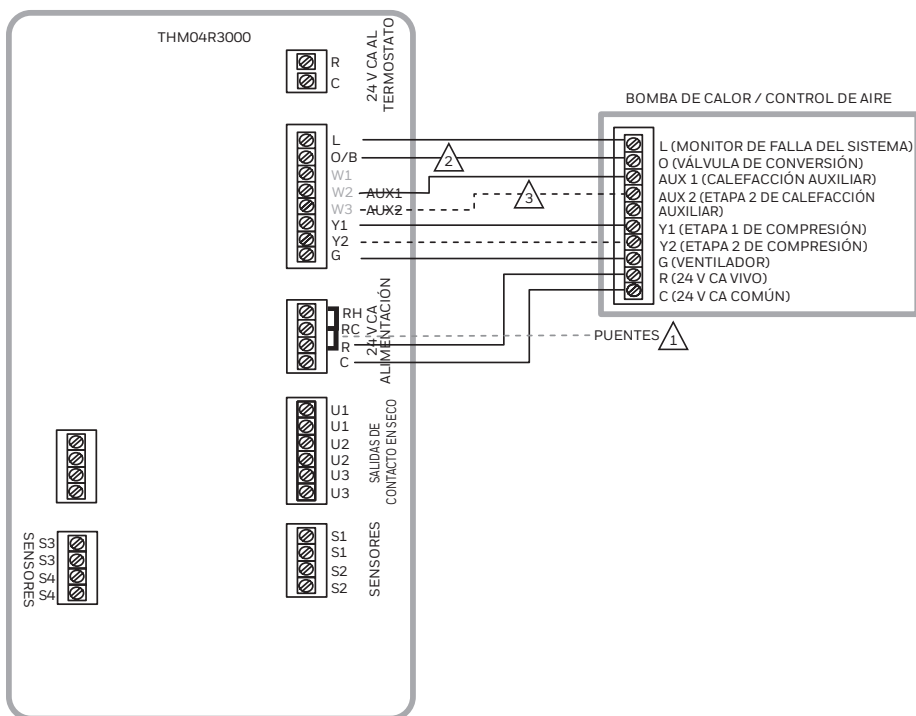 THM04R3000
24 V CA AL
TERMOSTATO
R
C
L
O/B
W1
W2
W3
AUX1
AUX2
Y1
Y2
G
2
3
BOMBA DE CALOR / CONTROL DE AIRE
L (MONITOR DE FALLA DEL SISTEMA)
O (VÁLVULA DE CONVERSIÓN)
AUX 1 (CALEFACCIÓN AUXILIAR)
AUX 2 (ETAPA 2 DE CALEFACCIÓN
AUXILIAR)
Y1 (ETAPA 1 DE COMPRESIÓN)
Y2 (ETAPA 2 DE COMPRESIÓN)
G (VENTILADOR)
R (24 V CA VIVO)
C (24 V CA COMÚN)
RH
RC
R
C
24 V CA
ALIMENTACIÓN
PUENTES
1
U1
U1
U2
U2
U3
U3
SALIDAS DE
CONTACTO EN SECO
SENSORES
S3
S3
S4
S4
S1
S1
S2
S2
SENSORES